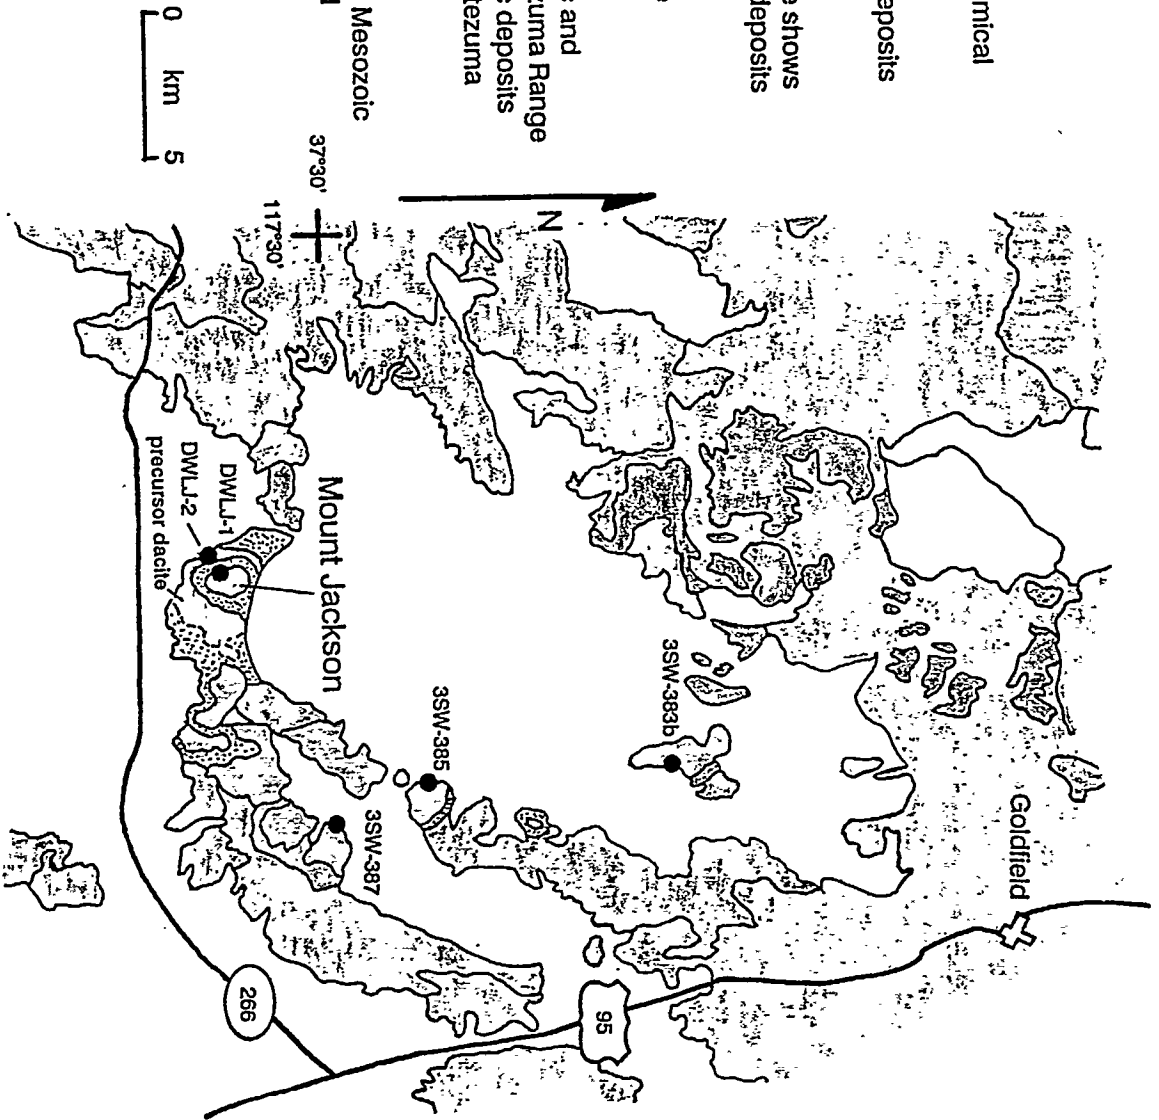 mical
eposits
e shows
deposits
and
zuma Range
deposits
tezuma
Mesozoic
0 km 5
37°30'
117°30'
N
Goldfield
3SW-383b
95
3SW-385
3SW-387
Mount Jackson
DWLJ-1
DWLJ-2
precursor dacite
266